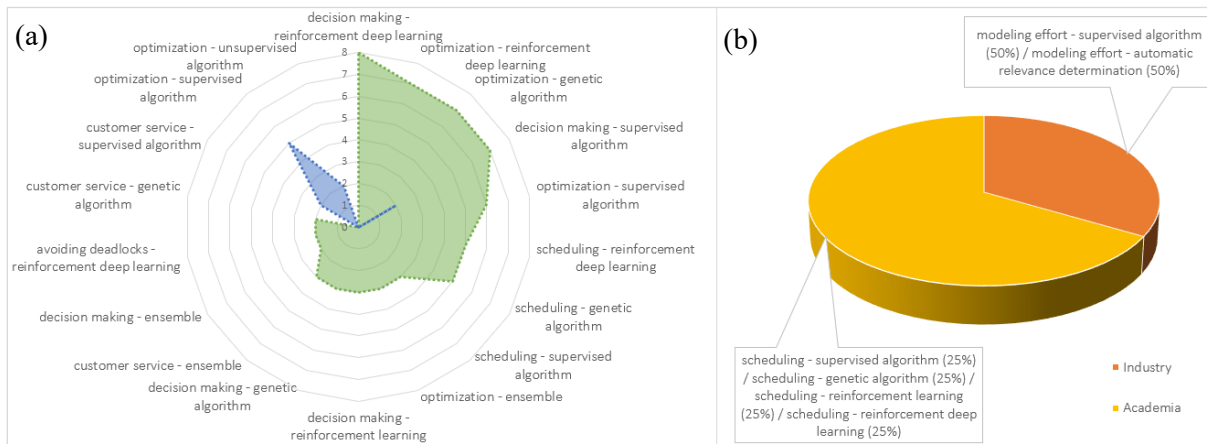 (a)
decision making -
reinforcement deep learning
optimization - reinforcement
deep learning
optimization - genetic
algorithm
decision making - supervised
algorithm
optimization - supervised
algorithm
scheduling - reinforcement
deep learning
scheduling - genetic
algorithm
scheduling - supervised
algorithm
optimization - ensemble
decision making -
reinforcement learning
decision making - genetic
algorithm
customer service - ensemble
decision making - ensemble
avoiding deadlocks -
reinforcement deep learning
customer service - genetic
algorithm
customer service -
supervised algorithm
optimization - supervised
algorithm
optimization - unsupervised
algorithm
8
7
6
5
4
3
2
1
0
(b)
modeling effort - supervised algorithm
(50%) / modeling effort - automatic
relevance determination (50%)
scheduling - supervised algorithm (25%)
/ scheduling - genetic algorithm (25%) /
scheduling - reinforcement learning
(25%) / scheduling - reinforcement deep
learning (25%)
Industry
Academia